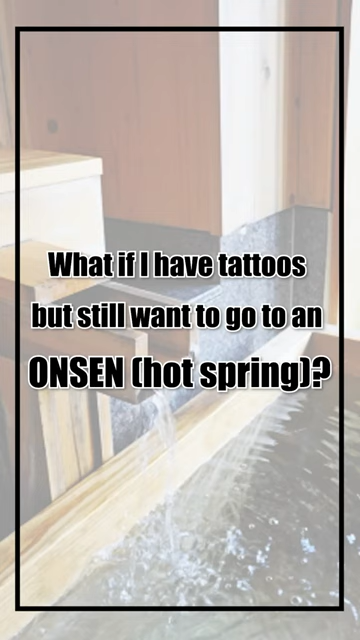 What if I have tattoos
but still want to go to an
ONSEN (hot spring)?